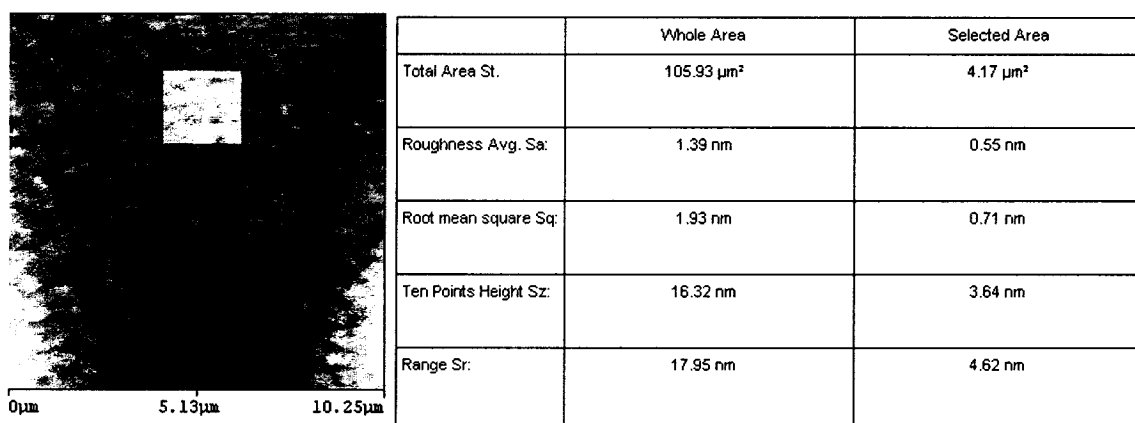 0µm 5.13µm 10.25µm
Whole Area Selected Area
Total Area St. 105.93 µm² 4.17 µm²
Roughness Avg. Sa: 1.39 nm 0.55 nm
Root mean square Sq: 1.93 nm 0.71 nm
Ten Points Height Sz: 16.32 nm 3.64 nm
Range Sr: 17.95 nm 4.62 nm